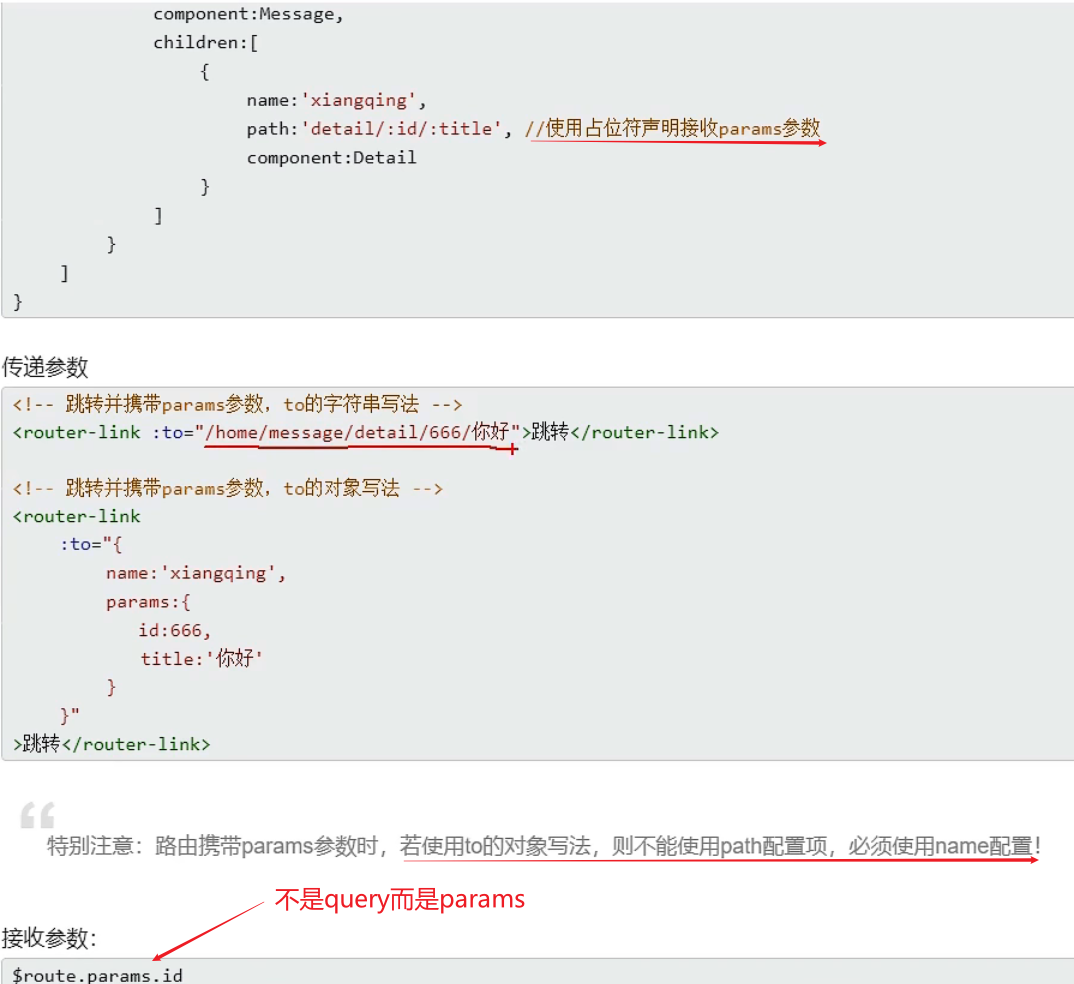 component:Message,
children:[
{
name:'xiangqing',
path:'detail/:id/:title', //使用占位符声明接收params参数
component:Detail
}
]
}
]
}
传递参数
<!-- 跳转并携带params参数，to的字符串写法 -->
<router-link :to="/home/message/detail/666/你好">跳转</router-link>
<!-- 跳转并携带params参数，to的对象写法 -->
<router-link
:to="{
name:'xiangqing',
params:{
id:666,
title:'你好'
}
}"
>跳转</router-link>
“
特别注意：路由携带params参数时，若使用to的对象写法，则不能使用path配置项，必须使用name配置！
不是query而是params
接收参数：
$route.params.id